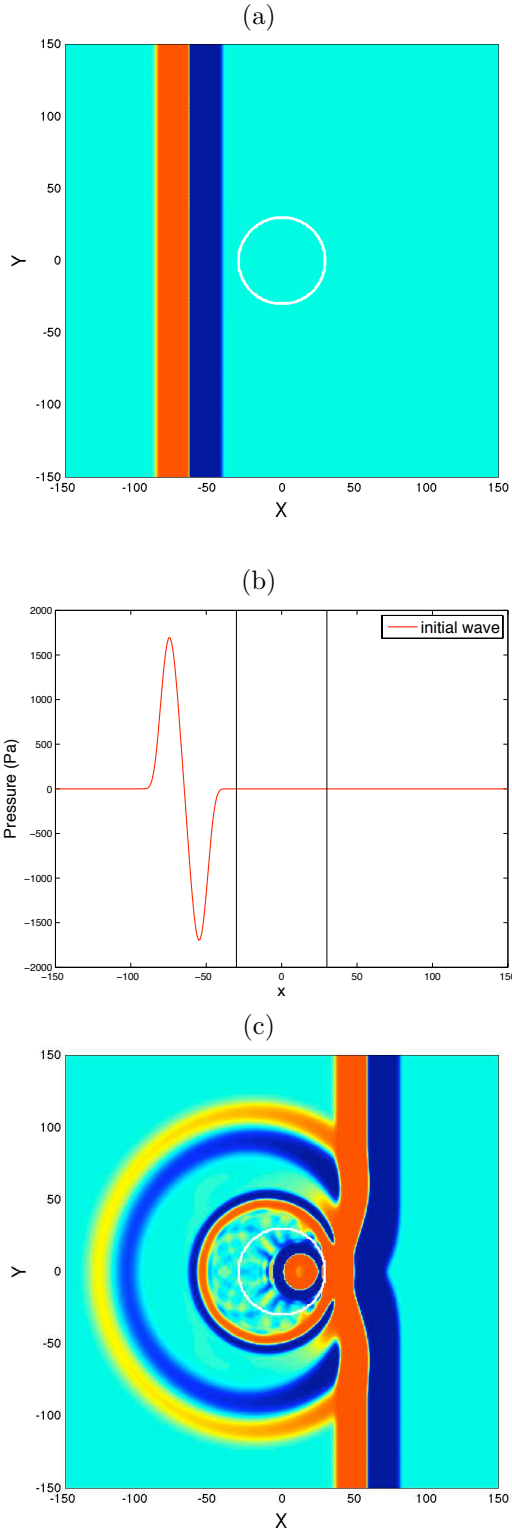 (a)
150
100
50
0
-50
-100
-150
Y
-150 -100 -50 0 50 100 150
X
(b)
2000
1500
1000
500
0
−500
−1000
−1500
−2000
Pressure (Pa)
initial wave
−150 −100 −50 0 50 100 150
x
(c)
150
100
50
0
-50
-100
-150
Y
-150 -100 -50 0 50 100 150
X